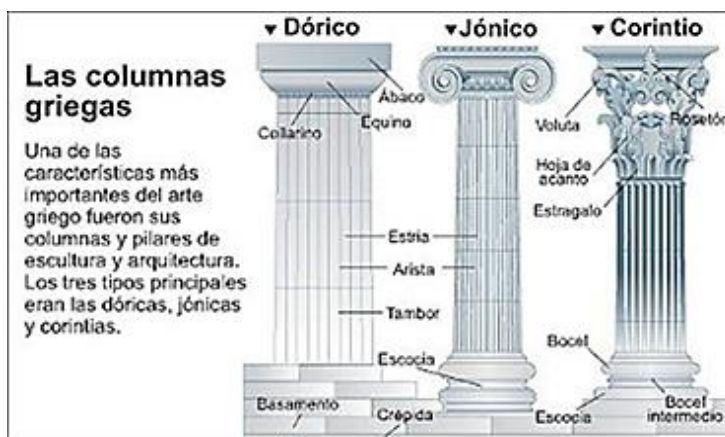 ▾ Dórico
▾ Jónico
▾ Corintio
Las columnas
griegas
Una de las
características más
importantes del arte
griego fueron sus
columnas y pilares de
escultura y arquitectura.
Los tres tipos principales
eran las dóricas, jónicas
y corintias.
Ábaco
Equino
Collarino
Voluta
Rosetón
Hoja de
acanto
Estragalo
Estria
Arista
Tambor
Escocia
Bocel
Basamento
Crépida
Escocia
Bocel
intermedio